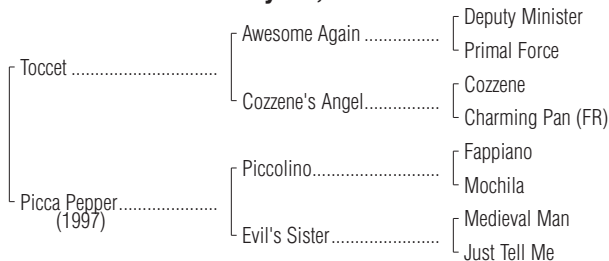 Deputy Minister
Awesome Again ................
Primal Force
Toccet ...............................
Cozzene
Cozzene's Angel................
Charming Pan (FR)
Fappiano
Piccolino...........................
Mochila
Picca Pepper.....................
(1997)
Medieval Man
Evil's Sister.......................
Just Tell Me